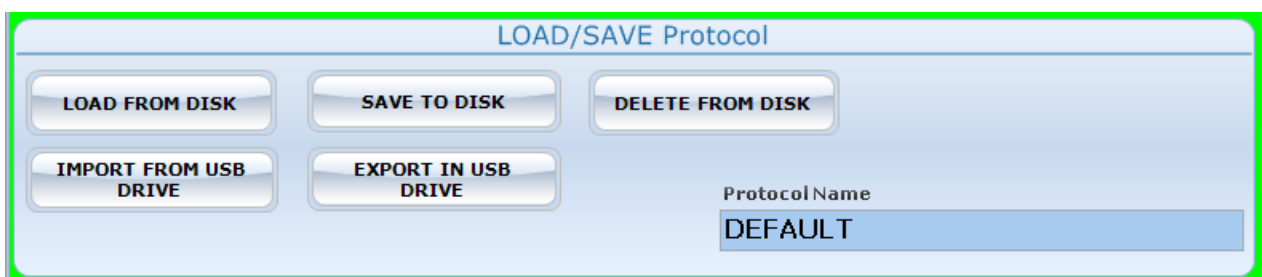 LOAD/SAVE Protocol
LOAD FROM DISK
SAVE TO DISK
DELETE FROM DISK
IMPORT FROM USB
DRIVE
EXPORT IN USB
DRIVE
Protocol Name
DEFAULT